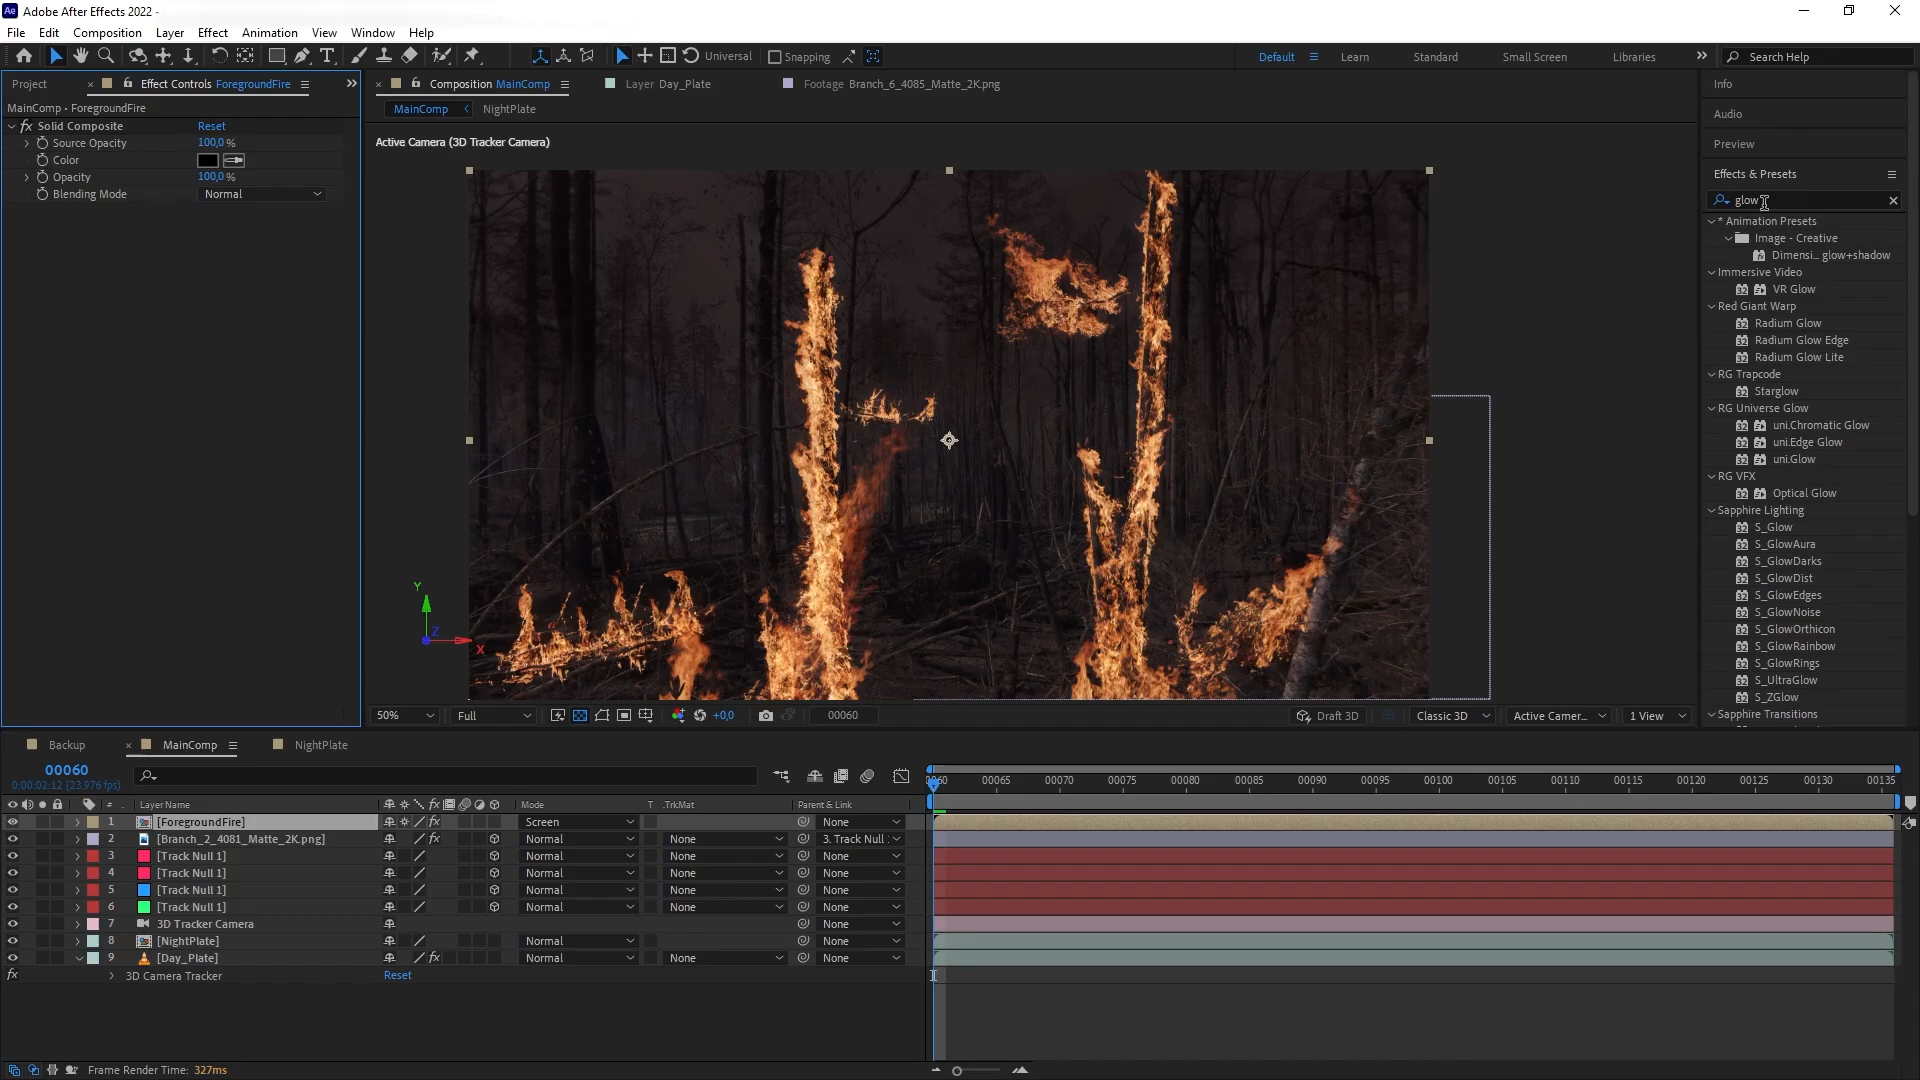 Ae Adobe After Effects 2022 -
File Edit Composition Layer Effect Animation View Window Help
Universal Snapping Default Learn Standard Small Screen Libraries Search Help
Project Effect Controls ForegroundFire
MainComp • ForegroundFire
fx Solid Composite Reset
Source Opacity 100,0 %
Color
Opacity 100,0 %
Blending Mode Normal
Composition MainComp Layer Day_Plate Footage Branch_6_4085_Matte_2K.png
MainComp NightPlate
Active Camera (3D Tracker Camera)
Y
Z
X
50% Full +0,0 00060 Draft 3D Classic 3D Active Camer... 1 View
Info
Audio
Preview
Effects & Presets
glow
* Animation Presets
Image - Creative
Dimensi... glow+shadow
Immersive Video
VR Glow
Red Giant Warp
Radium Glow
Radium Glow Edge
Radium Glow Lite
RG Trapcode
Starglow
RG Universe Glow
uni.Chromatic Glow
uni.Edge Glow
uni.Glow
RG VFX
Optical Glow
Sapphire Lighting
S_Glow
S_GlowAura
S_GlowDarks
S_GlowDist
S_GlowEdges
S_GlowNoise
S_GlowOrthicon
S_GlowRainbow
S_GlowRings
S_UltraGlow
S_ZGlow
Sapphire Transitions
Backup MainComp NightPlate
00060
0:00:02:12 (23.976 fps)
60 00065 00070 00075 00080 00085 00090 00095 00100 00105 00110 00115 00120 00125 00130 00135
# Layer Name fx Mode T .TrkMat Parent & Link
1 [ForegroundFire] fx Screen None
2 [Branch_2_4081_Matte_2K.png] fx Normal None 3. Track Null :
3 [Track Null 1] Normal None None
4 [Track Null 1] Normal None None
5 [Track Null 1] Normal None None
6 [Track Null 1] Normal None None
7 3D Tracker Camera None
8 [NightPlate] Normal None
9 [Day_Plate] fx Normal None None
fx 3D Camera Tracker Reset
Frame Render Time: 327ms